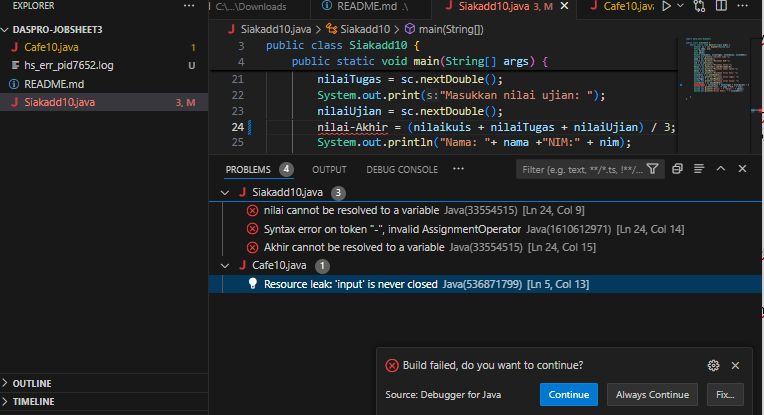 EXPLORER
C:\...\Downloads
README.md .\
J Siakadd10.java 3, M
J Cafe10.java
DASPRO-JOBSHEET3
J Cafe10.java 1
hs_err_pid7652.log U
README.md
J Siakadd10.java 3, M
J Siakadd10.java > Siakadd10 > main(String[])
3 public class Siakadd10 {
4 public static void main(String[] args) {
21 nilaiTugas = sc.nextDouble();
22 System.out.print(s:"Masukkan nilai ujian: ");
23 nilaiUjian = sc.nextDouble();
24 nilai-Akhir = (nilaikuis + nilaiTugas + nilaiUjian) / 3;
25 System.out.println("Nama: "+ nama +"NIM:" + nim);
PROBLEMS 4 OUTPUT DEBUG CONSOLE ... Filter (e.g. text, **/*.ts, !**/...
J Siakadd10.java 3
nilai cannot be resolved to a variable Java(33554515) [Ln 24, Col 9]
Syntax error on token "-", invalid AssignmentOperator Java(1610612971) [Ln 24, Col 14]
Akhir cannot be resolved to a variable Java(33554515) [Ln 24, Col 15]
J Cafe10.java 1
Resource leak: 'input' is never closed Java(536871799) [Ln 5, Col 13]
Build failed, do you want to continue?
Source: Debugger for Java
Continue
Always Continue
Fix...
OUTLINE
TIMELINE